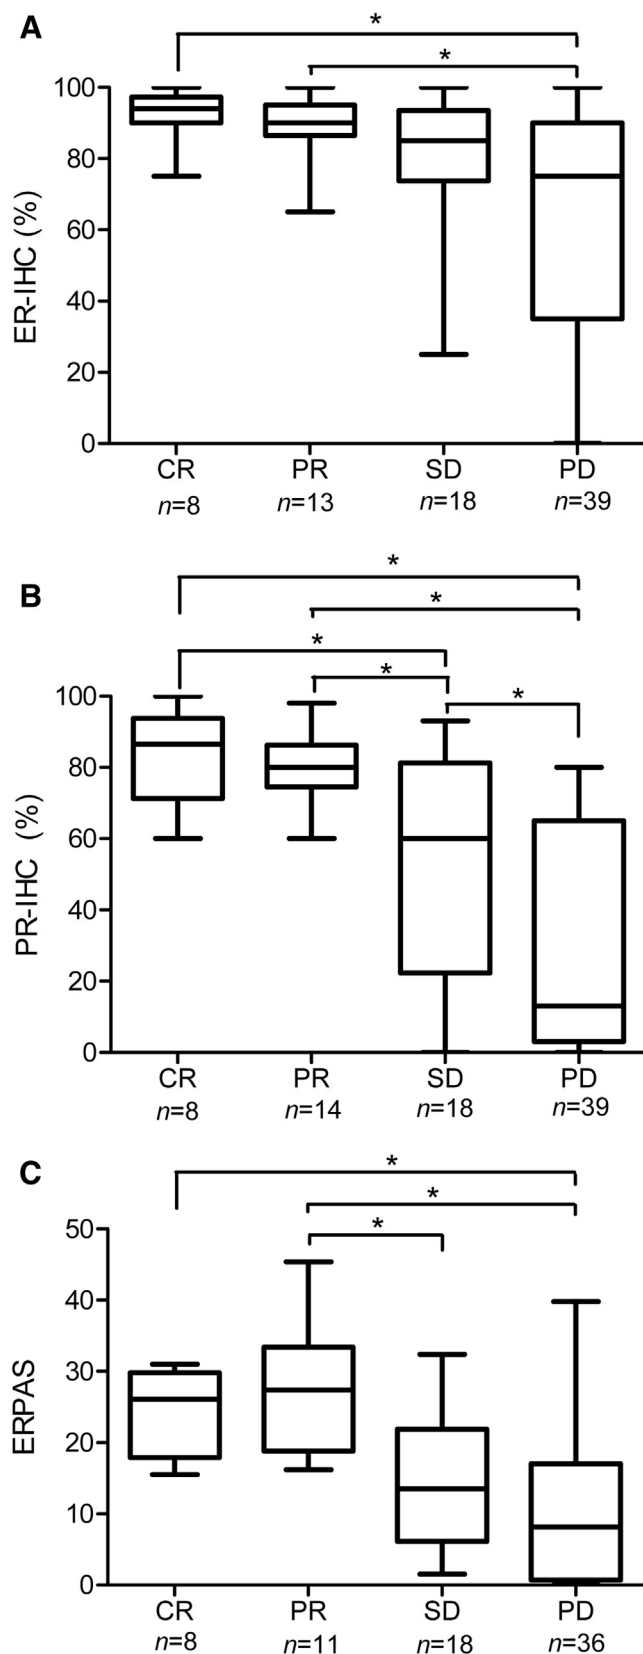 A
*
*
ER-IHC (%)
100
80
60
40
20
0
CR PR SD PD
n=8 n=13 n=18 n=39
B
*
*
*
*
*
PR-IHC (%)
100
80
60
40
20
0
CR PR SD PD
n=8 n=14 n=18 n=39
C
*
*
*
ERPAS
50
40
30
20
10
0
CR PR SD PD
n=8 n=11 n=18 n=36